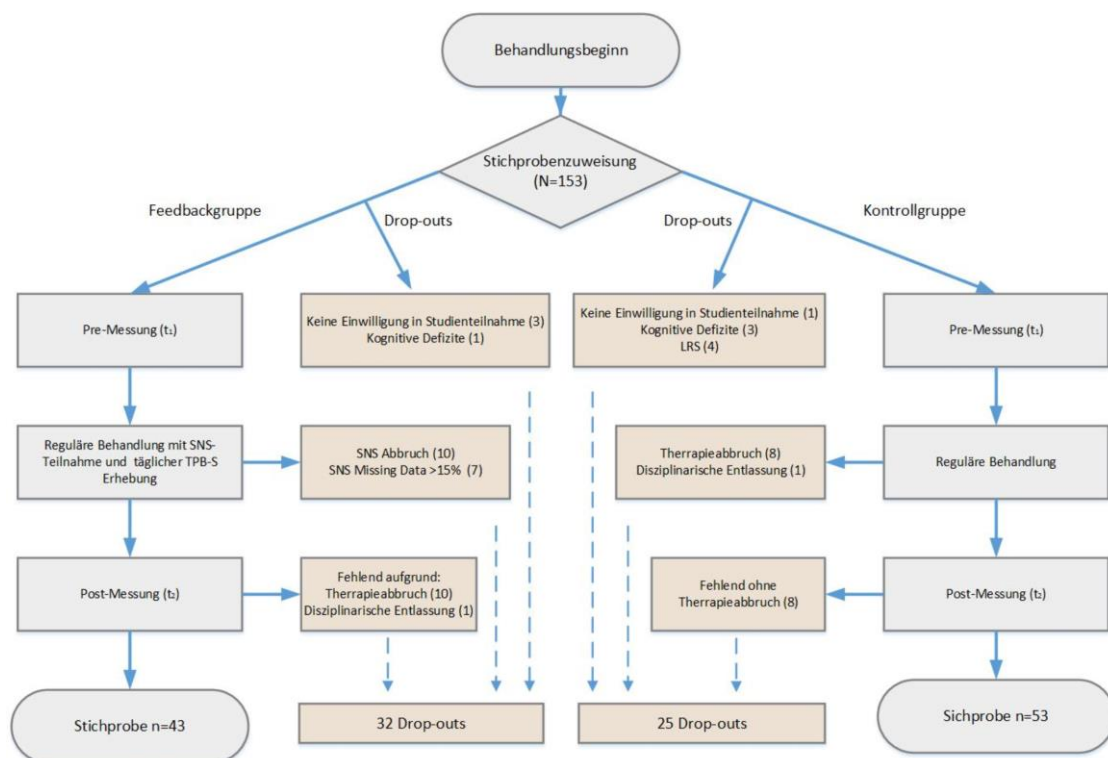 Behandlungsbeginn
Stichprobenzuweisung
(N=153)
Feedbackgruppe
Drop-outs
Drop-outs
Kontrollgruppe
Pre-Messung (t₁)
Keine Einwilligung in Studienteilnahme (3)
Kognitive Defizite (1)
Keine Einwilligung in Studienteilnahme (1)
Kognitive Defizite (3)
LRS (4)
Pre-Messung (t₁)
Reguläre Behandlung mit SNS-
Teilnahme und täglicher TPB-S
Erhebung
SNS Abbruch (10)
SNS Missing Data >15% (7)
Therapieabbruch (8)
Disziplinarische Entlassung (1)
Reguläre Behandlung
Post-Messung (t₂)
Fehlend aufgrund:
Therrapieabbruch (10)
Disziplinarische Entlassung (1)
Fehlend ohne
Therrapieabbruch (8)
Post-Messung (t₂)
Stichprobe n=43
32 Drop-outs
25 Drop-outs
Sichprobe n=53